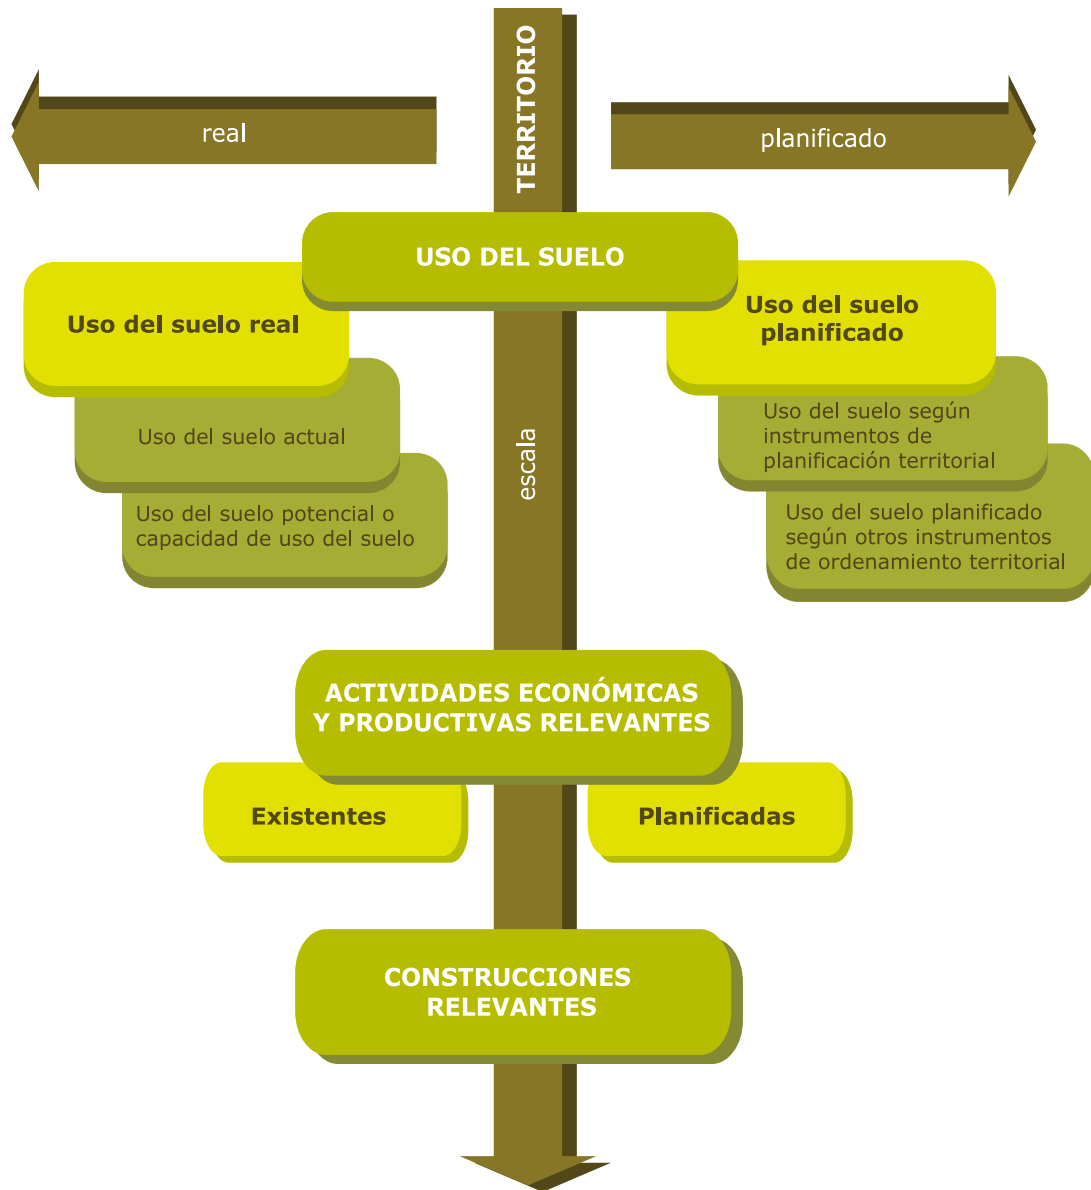 TERRITORIO
real
planificado
USO DEL SUELO
Uso del suelo real
Uso del suelo
planificado
Uso del suelo actual
Uso del suelo según
instrumentos de
planificación territorial
escala
Uso del suelo potencial o
capacidad de uso del suelo
Uso del suelo planificado
según otros instrumentos
de ordenamiento territorial
ACTIVIDADES ECONÓMICAS
Y PRODUCTIVAS RELEVANTES
Existentes
Planificadas
CONSTRUCCIONES
RELEVANTES